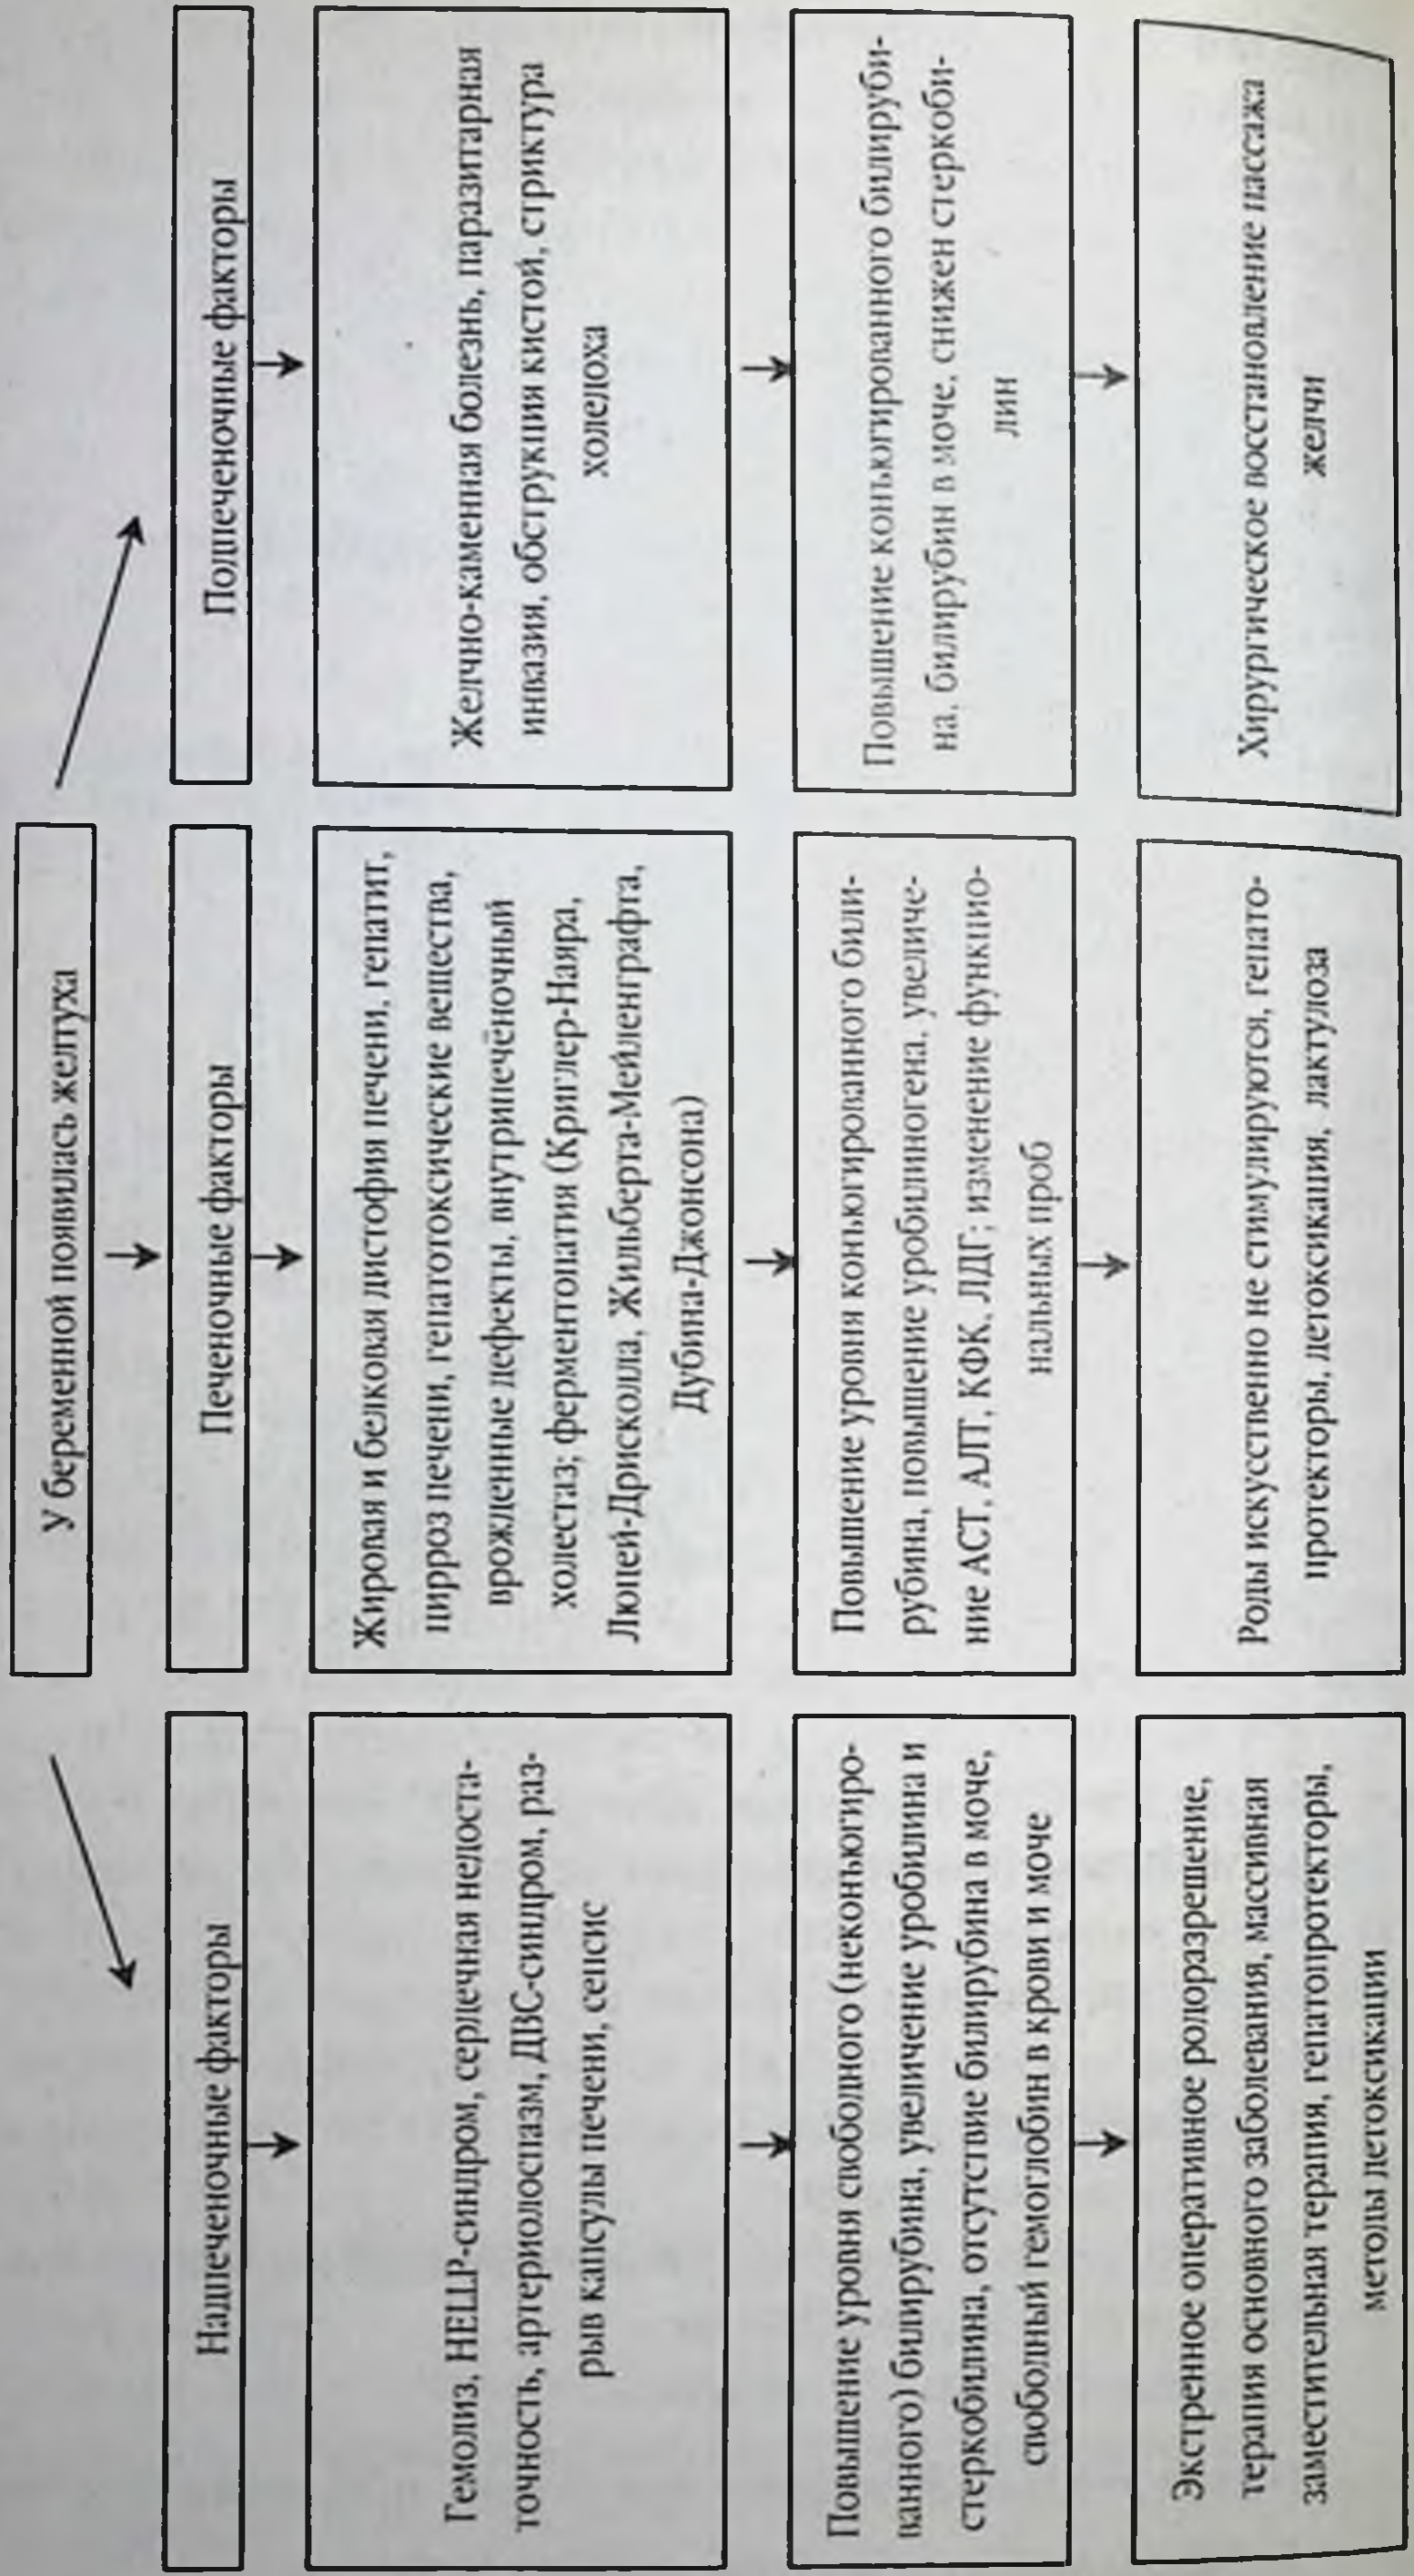 У беременной появилась желтуха
Надпеченочные факторы
Гемолиз, HELLP-синдром, сердечная недоста-
точность, артериолоспазм, ДВС-синдром, раз-
рыв капсулы печени, сепсис
Повышение уровня свободного (неконьюгиро-
ванного) билирубина, увеличение уробилина и
стеркобилина, отсутствие билирубина в моче,
свободный гемоглобин в крови и моче
Экстренное оперативное родоразрешение,
терапия основного заболевания, массивная
заместительная терапия, гепатопротекторы,
методы детоксикации
Печеночные факторы
Жировая и белковая дистофия печени, гепатит,
цирроз печени, гепатотоксические вещества,
врожденные дефекты, внутрипечёночный
холестаз; ферментопатия (Криглер-Наяра,
Люцей-Дрисколла, Жильберта-Мейленграфта,
Дубина-Джонсона)
Повышение уровня коньюгированного били-
рубина, повышение уробилиногена, увеличе-
ние АСТ, АЛТ, КФК, ЛДГ; изменение функцио-
нальных проб
Роды искусственно не стимулируются, гепато-
протекторы, детоксикация, лактулоза
Подпеченочные факторы
Желчно-каменная болезнь, паразитарная
инвазия, обструкция кистой, стриктура
холедоха
Повышение коньюгированного билируби-
на, билирубин в моче, снижен стеркоби-
лин
Хирургическое восстановление пассажа
желчи